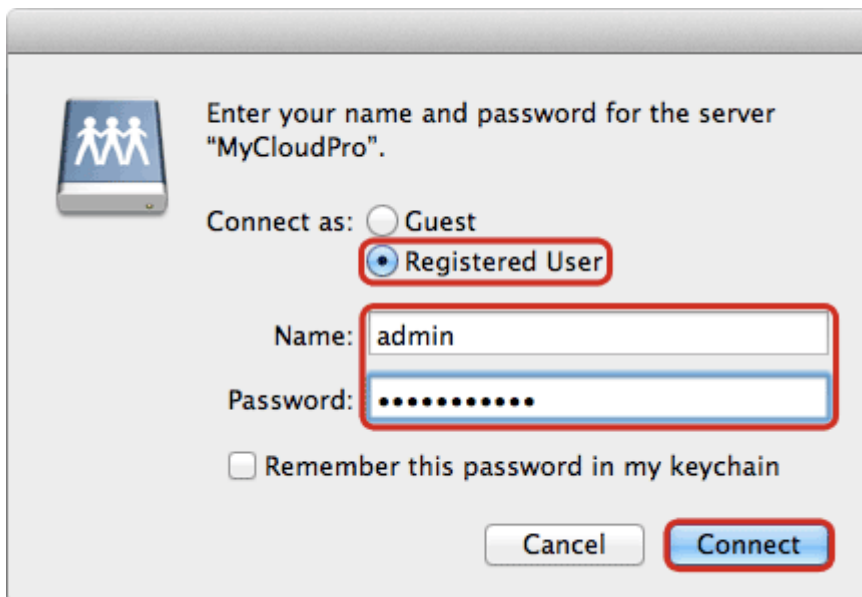 Enter your name and password for the server
“MyCloudPro”.
Connect as: Guest
Registered User
Name: admin
Password: •••••••••••
Remember this password in my keychain
Cancel Connect